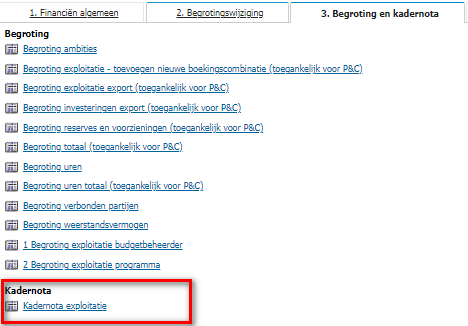 1. Financiën algemeen
2. Begrotingswijziging
3. Begroting en kadernota
Begroting
Begroting ambities
Begroting exploitatie - toevoegen nieuwe boekingscombinatie (toegankelijk voor P&C)
Begroting exploitatie export (toegankelijk voor P&C)
Begroting investeringen export (toegankelijk voor P&C)
Begroting reserves en voorzieningen (toegankelijk voor P&C)
Begroting totaal (toegankelijk voor P&C)
Begroting uren
Begroting uren totaal (toegankelijk voor P&C)
Begroting verbonden partijen
Begroting weerstandsvermogen
1 Begroting exploitatie budgetbeheerder
2 Begroting exploitatie programma
Kadernota
Kadernota exploitatie